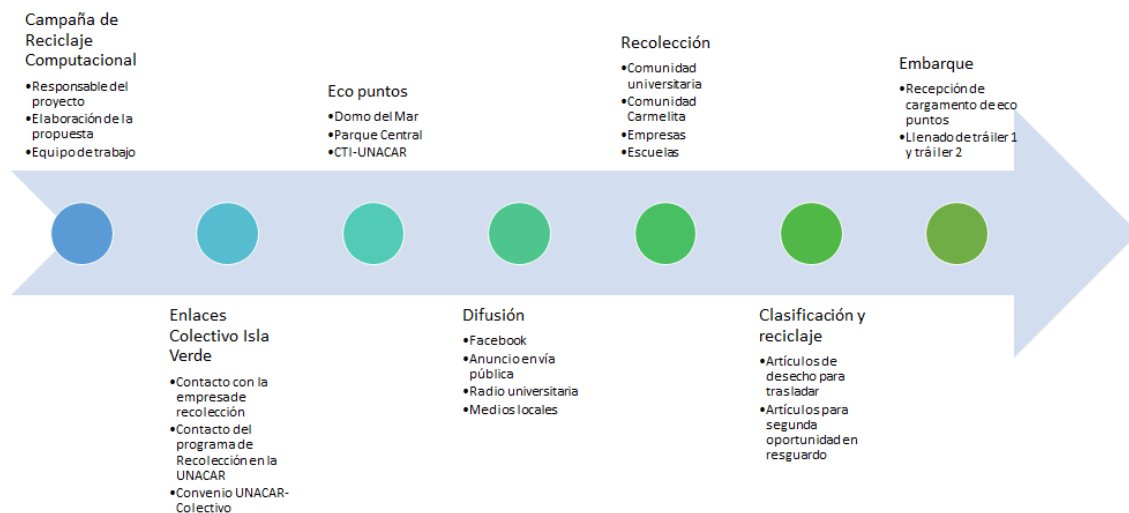 Campaña de
Reciclaje
Computacional
•Responsable del
proyecto
•Elaboración de la
propuesta
•Equipo de trabajo
Enlaces
Colectivo Isla
Verde
•Contacto con la
empresa de
recolección
•Contacto del
programa de
Recolección en la
UNACAR
•Convenio UNACAR-
Colectivo
Eco puntos
•Domo del Mar
•Parque Central
•CTI-UNACAR
Difusión
•Facebook
•Anuncio en vía
pública
•Radio universitaria
•Medios locales
Recolección
•Comunidad
universitaria
•Comunidad
Carmelita
•Empresas
•Escuelas
Clasificación y
reciclaje
•Artículos de
desecho para
trasladar
•Artículos para
segunda
oportunidad en
resguardo
Embarque
•Recepción de
cargamento de eco
puntos
•Llenado de tráiler 1
y tráiler 2